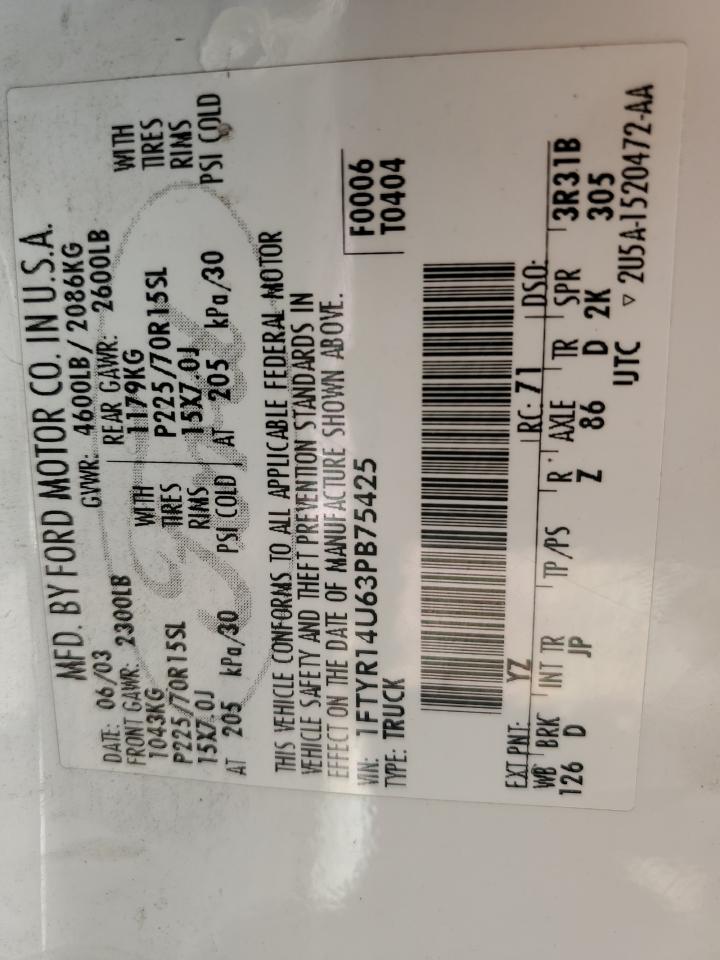 MFD. BY FORD MOTOR CO. IN U.S.A.
DATE: 06/03 GVWR: 4600LB / 2086KG
FRONT GAWR: 2300LB REAR GAWR: 2600LB
1043KG WITH 1179KG WITH
P225/70R15SL TIRES P225/70R15SL TIRES
15X7.0J RIMS 15X7.0J RIMS
AT 205 kPa/30 PSI COLD AT 205 kPa/30 PSI COLD
THIS VEHICLE CONFORMS TO ALL APPLICABLE FEDERAL MOTOR
VEHICLE SAFETY AND THEFT PREVENTION STANDARDS IN
EFFECT ON THE DATE OF MANUFACTURE SHOWN ABOVE.
VIN: 1FTYR14U63PB75425 F0006
TYPE: TRUCK T0404
EXT PNT: YZ RC: 71 DSO:
WB BRK INT TR TP/PS R AXLE TR SPR 3R31B
126 D JP Z 86 D 2K 305
UTC ▽ 2U5A-1520472-AA